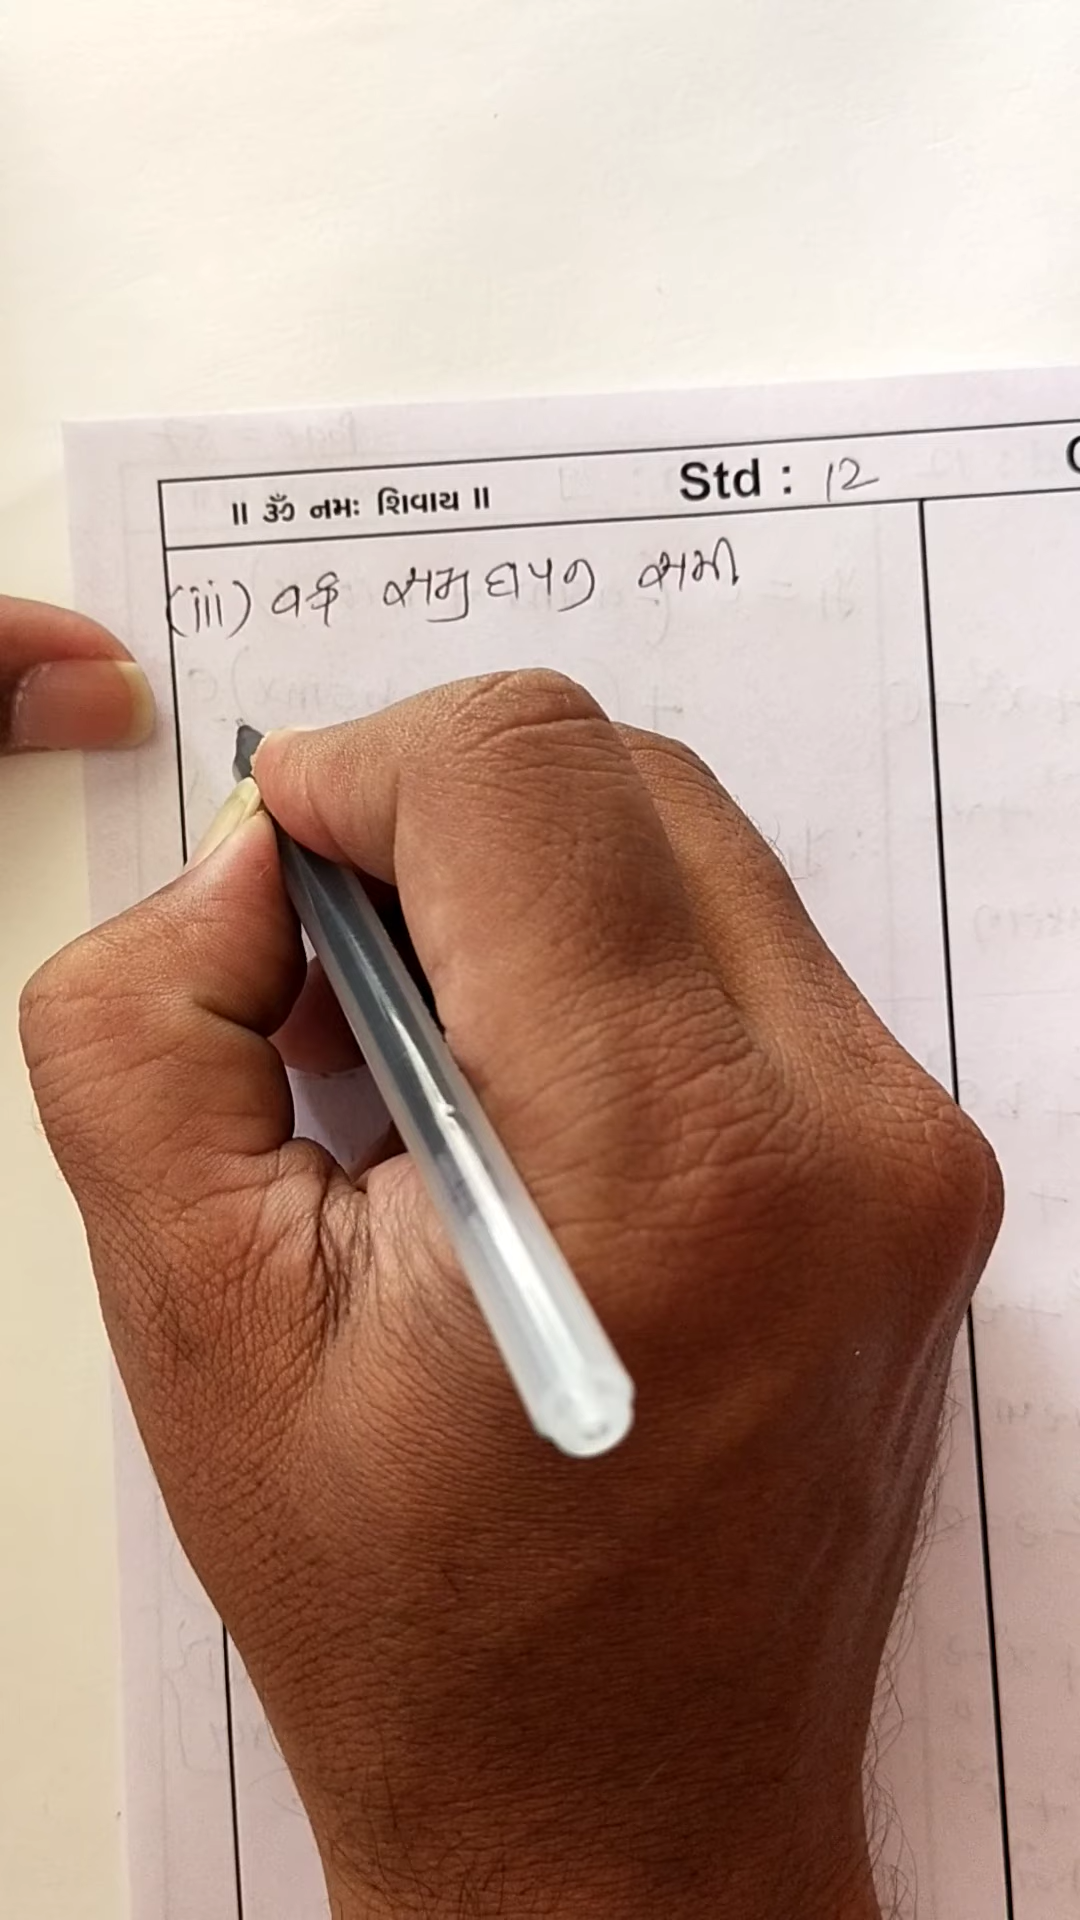 ॥ ૐ નમઃ શિવાય ॥ Std : 12
(iii) વક્ર સમુદાયનું સમી.